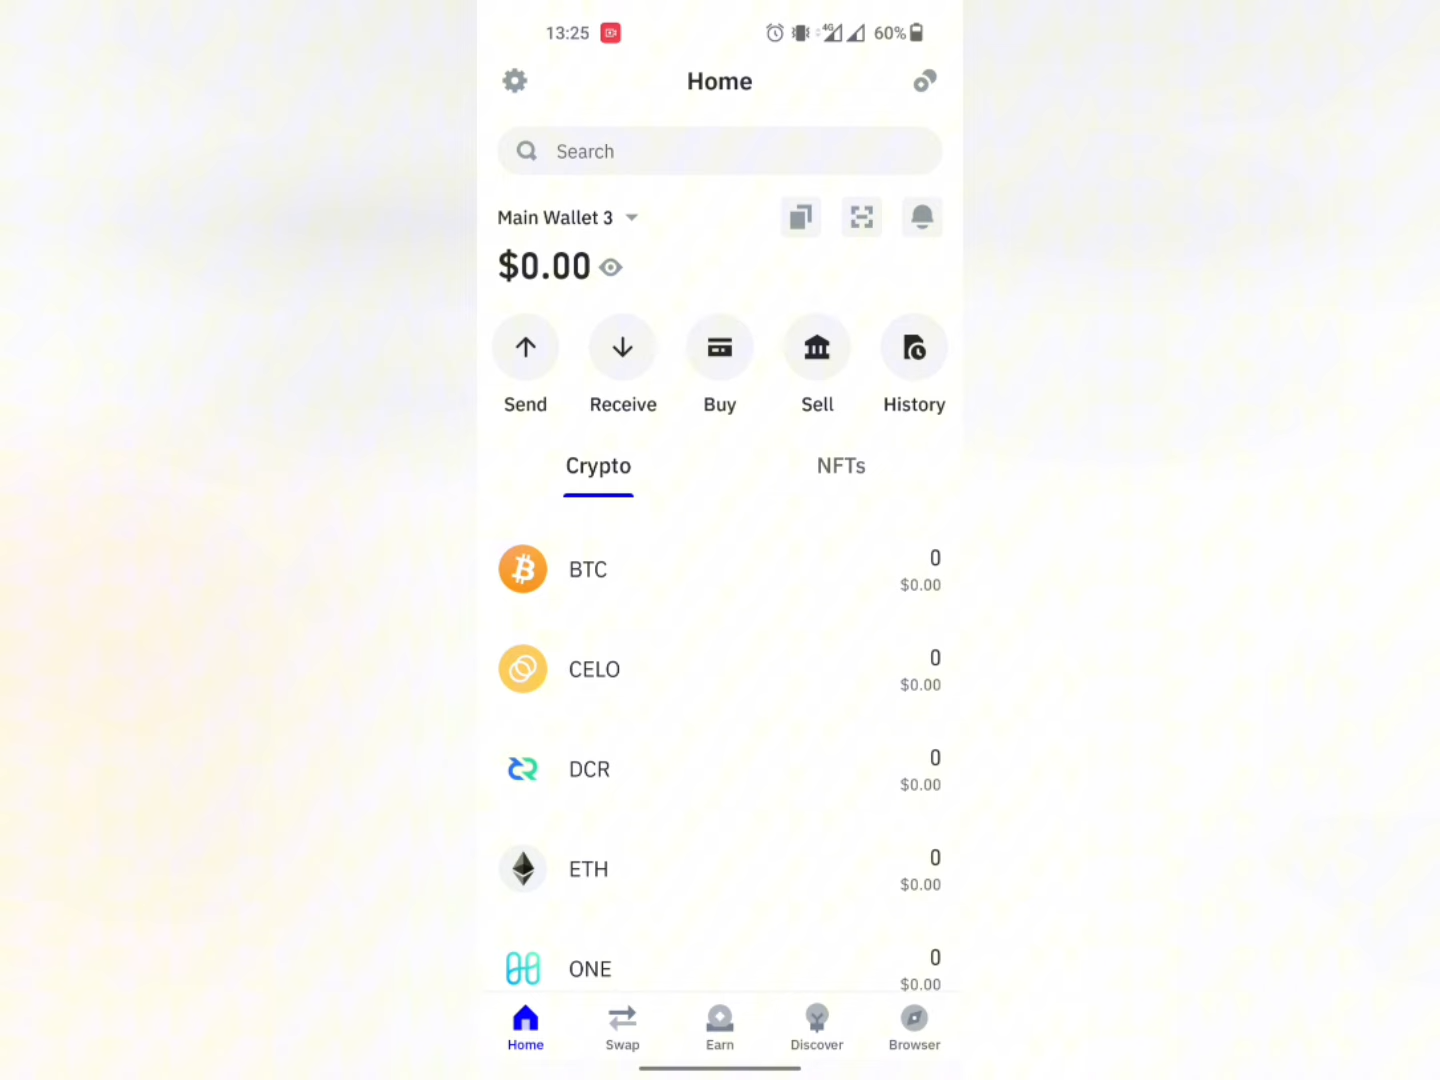 13:25 4G 60%
Home
Search
Main Wallet 3
$0.00
Send Receive Buy Sell History
Crypto NFTs
BTC 0
$0.00
CELO 0
$0.00
DCR 0
$0.00
ETH 0
$0.00
ONE 0
$0.00
Home Swap Earn Discover Browser